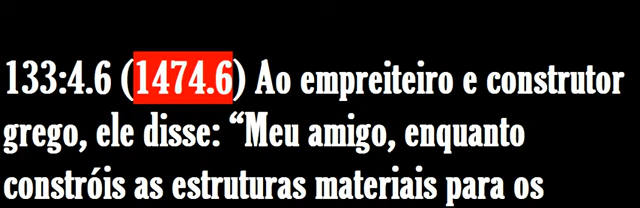 133:4.6 (1474.6) Ao empreiteiro e construtor
grego, ele disse: “Meu amigo, enquanto
constróis as estruturas materiais para os